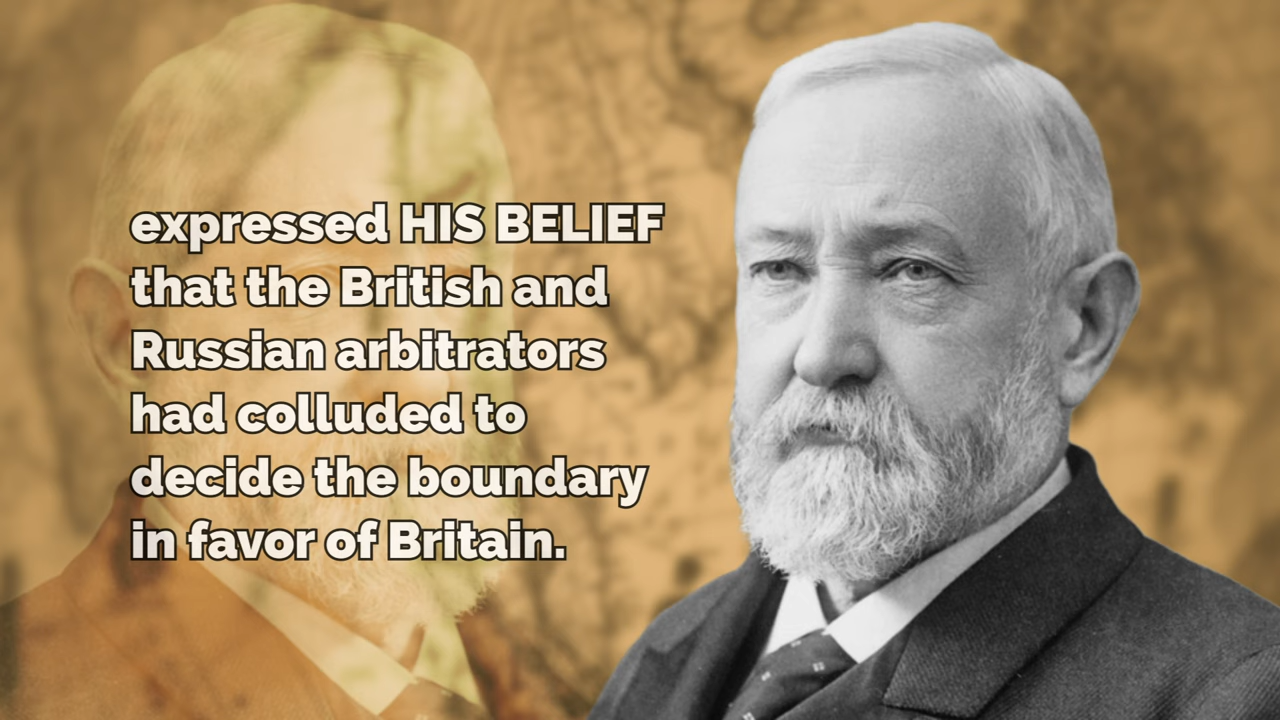 expressed HIS BELIEF
that the British and
Russian arbitrators
had colluded to
decide the boundary
in favor of Britain.